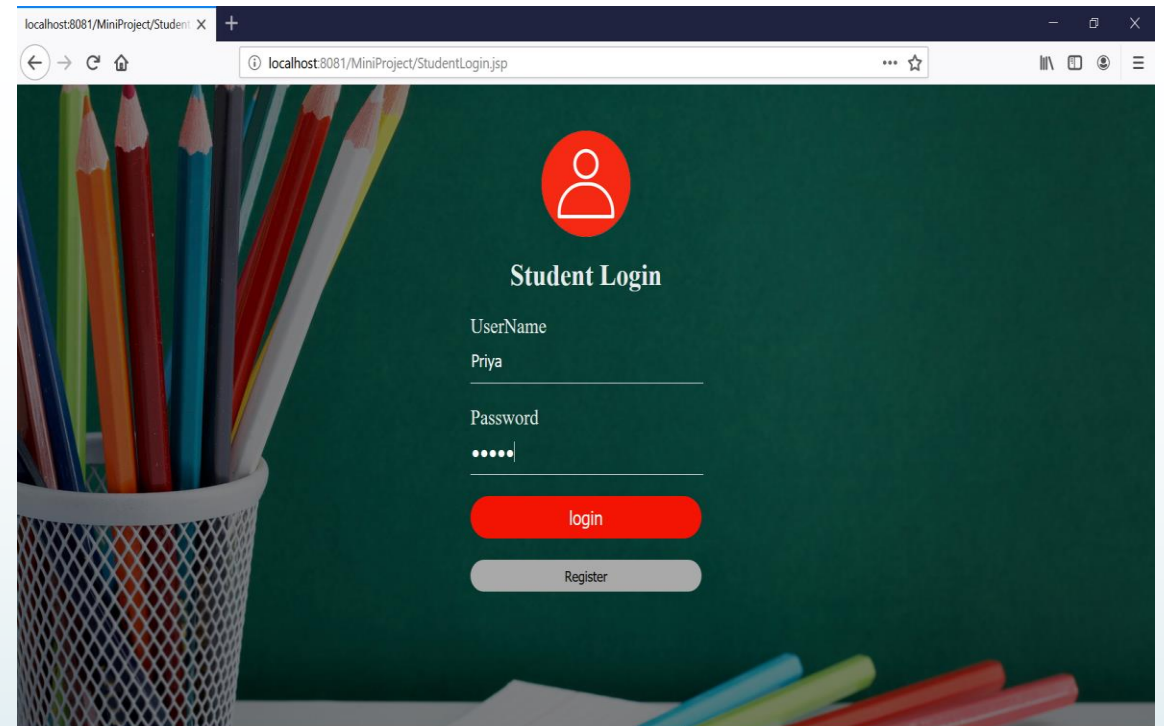 localhost:8081/MiniProject/Student
localhost:8081/MiniProject/StudentLogin.jsp
Student Login
UserName
Priya
Password
•••••
login
Register